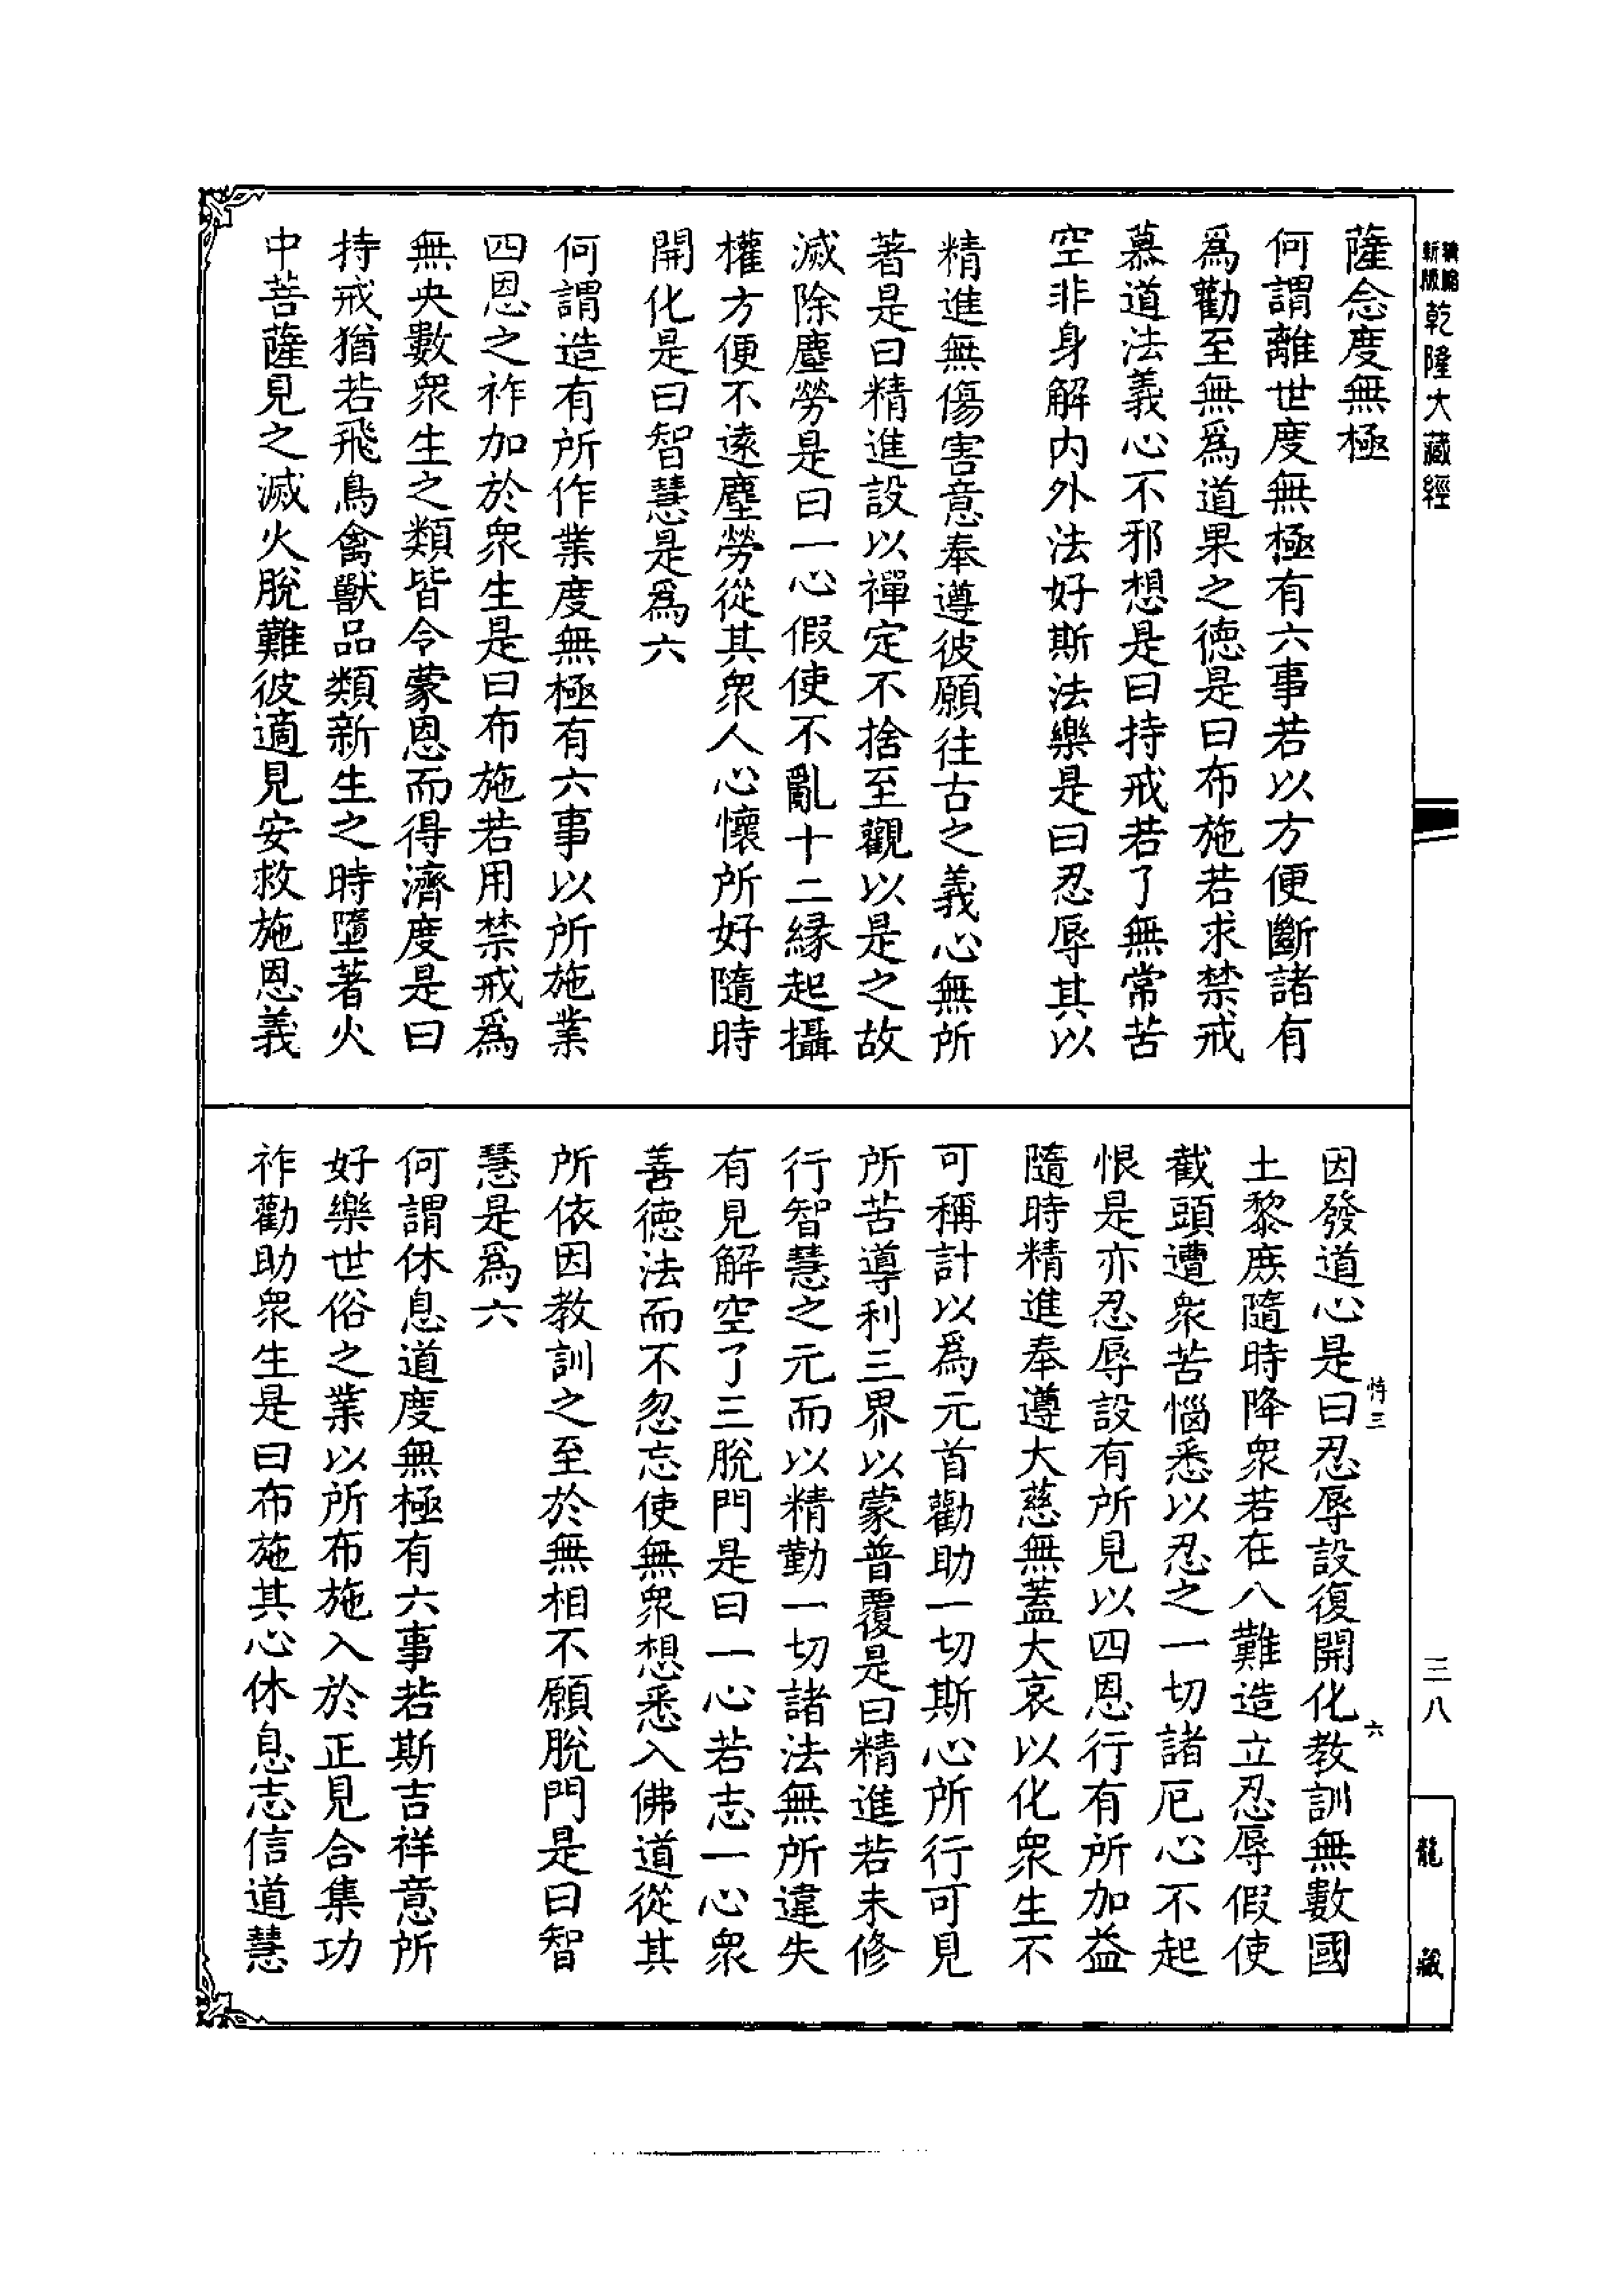 新版
乾隆大藏經
薩念度無極
何謂離世度無極有六事若以方便斷諸有
爲勸至無爲爲道果之德是曰布施若求禁戒
慕道法義心不邪想是曰持戒若了無常苦
空非身解内外法好斯法樂是曰忍辱其以
精進無傷害意奉遵彼願往古之義心無所
著是曰精進設以禪定不捨至觀以是之故
滅除塵勞是曰一心假使不亂十二緣起攝
權方便不遠塵勞從其衆人心懷所好隨時
開化是曰智慧是爲六
何謂造有所作業度無極有六事以所施業
四恩之祚加於衆生是曰布施若用禁戒爲
無央數衆生之類皆令蒙恩而得濟度是曰
持戒猶若飛鳥禽獸品類新生之時墮著火
中菩薩見之滅火脫難彼適見安救施恩義
因發道心是曰忍辱設復開化教訓無數國
土黎庶隨時降衆若在八難造立忍辱假使
截頭遭衆苦惱悉以忍之一切諸厄心不起
恨是亦忍辱設有所見以四恩行有所加益
隨時精進奉遵大慈無蓋大哀以化衆生不
可稱計以爲元首勸助一切斯心所行可見
所苦導利三界以蒙普覆是曰精進若未修
行智慧之元而以精勤一切諸法無所違失
有見解空了三脫門是曰一心若志一心衆
善德法而不忽忘使無衆想悉入佛道從其
所依因教訓之至於無相不願脫門是曰智
慧是爲六
何謂休息道度無極有六事若斯吉祥意所
好樂世俗之業以所布施入於正見合集功
祚勸助衆生是曰布施其心休息志信道慧
恃三
六
三八
龍藏